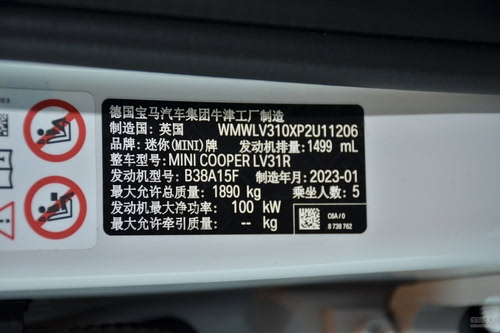 德国宝马汽车集团牛津工厂制造
制造国: 英国 WMWLV310XP2U11206
品牌: 迷你(MINI)牌 发动机排量: 1499 mL
整车型号: MINI COOPER LV31R
发动机型号: B38A15F 制造年月: 2023-01
最大允许总质量: 1890 kg 乘坐人数: 5
发动机最大净功率: 100 kW
最大允许牵引质量: -- kg
C6A / 0
8 738 762